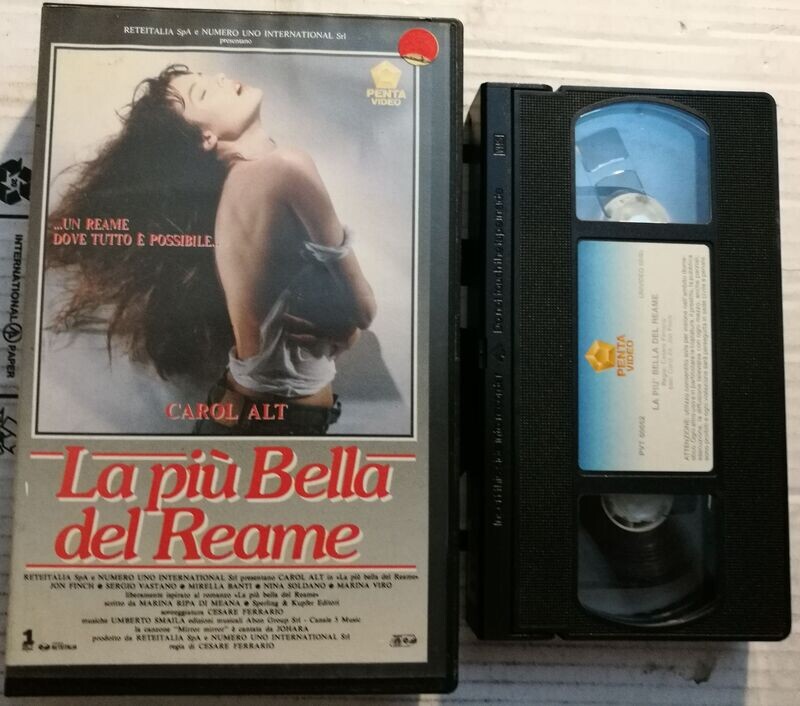 RETEITALIA SpA e NUMERO UNO INTERNATIONAL Srl
presentano
PENTA
VIDEO
...UN REAME
DOVE TUTTO È POSSIBILE..
CAROL ALT
La più Bella
del Reame
RETEITALIA SpA e NUMERO UNO INTERNATIONAL Srl presentano CAROL ALT in «La più bella del Reame»
JON FINCH ● SERGIO VASTANO ● MIRELLA BANTI ● NINA SOLDANO ● MARINA VIRO
liberamente ispirato al romanzo «La più bella del Reame»
scritto da MARINA RIPA DI MEANA ● Sperling & Kupfer Editori
sceneggiatura CESARE FERRARIO
musiche UMBERTO SMAILA edizioni musicali Abon Group Srl - Canale 5 Music
la canzone "Mirror mirror" è cantata da JOHARA
prodotto da RETEITALIA SpA e NUMERO UNO INTERNATIONAL Srl
regia di CESARE FERRARIO
1
RETEITALIA
INTERNATIONAL PAPER
PENTA
VIDEO
LA PIU' BELLA DEL REAME
PVT 50552